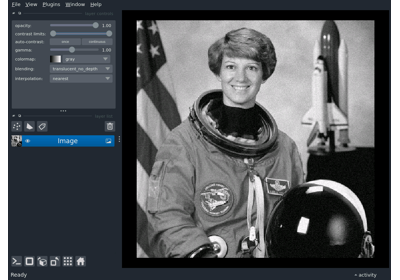 File View Plugins Window Help
opacity: 1.00
contrast limits:
auto-contrast: once continuous
gamma: 1.00
colormap: gray
blending: translucent_no_depth
interpolation: nearest
Image
Ready
activity